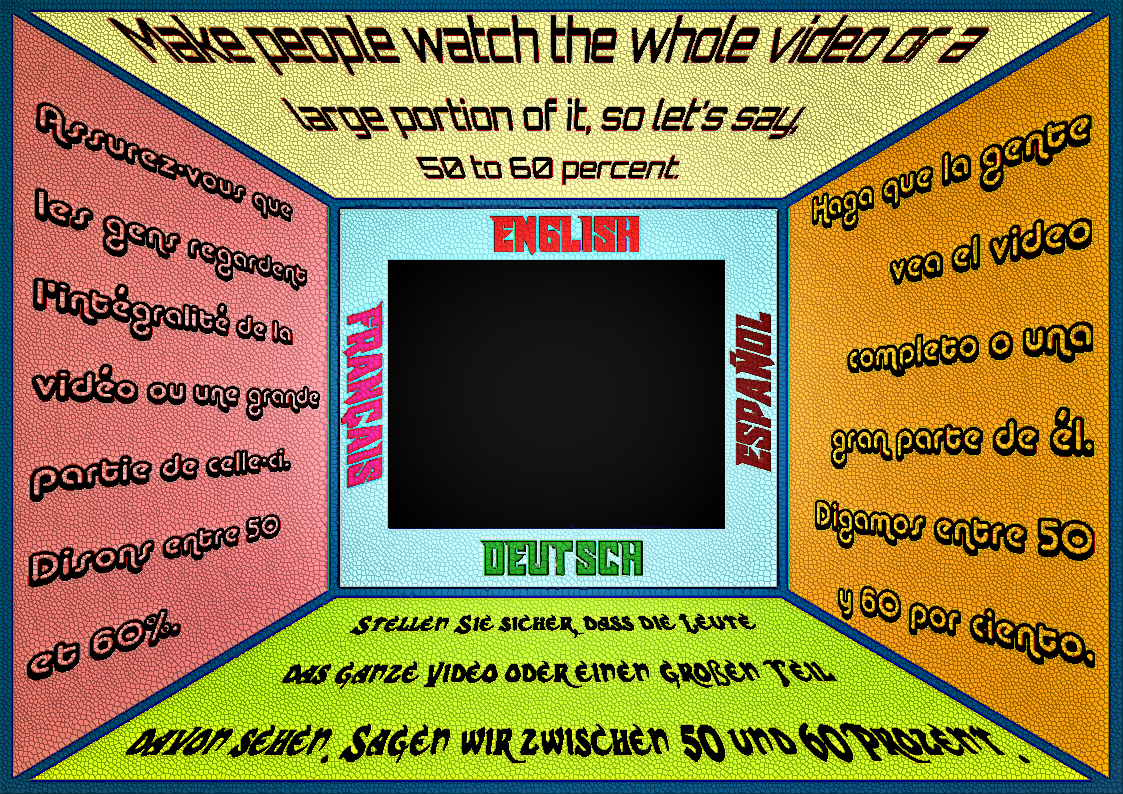 Make people watch the whole video or a
large portion of it, so let's say,
50 to 60 percent.
Assurez-vous que
les gens regardent
l'intégralité de la
vidéo ou une grande
partie de celle-ci.
Disons entre 50
et 60%.
ENGLISH
FRANÇAIS
ESPAÑOL
DEUTSCH
Haga que la gente
vea el video
completo o una
gran parte de él.
Digamos entre 50
y 60 por ciento.
Stellen Sie sicher, dass die Leute
das ganze Video oder einen großen Teil
davon sehen. Sagen wir zwischen 50 und 60 Prozent.